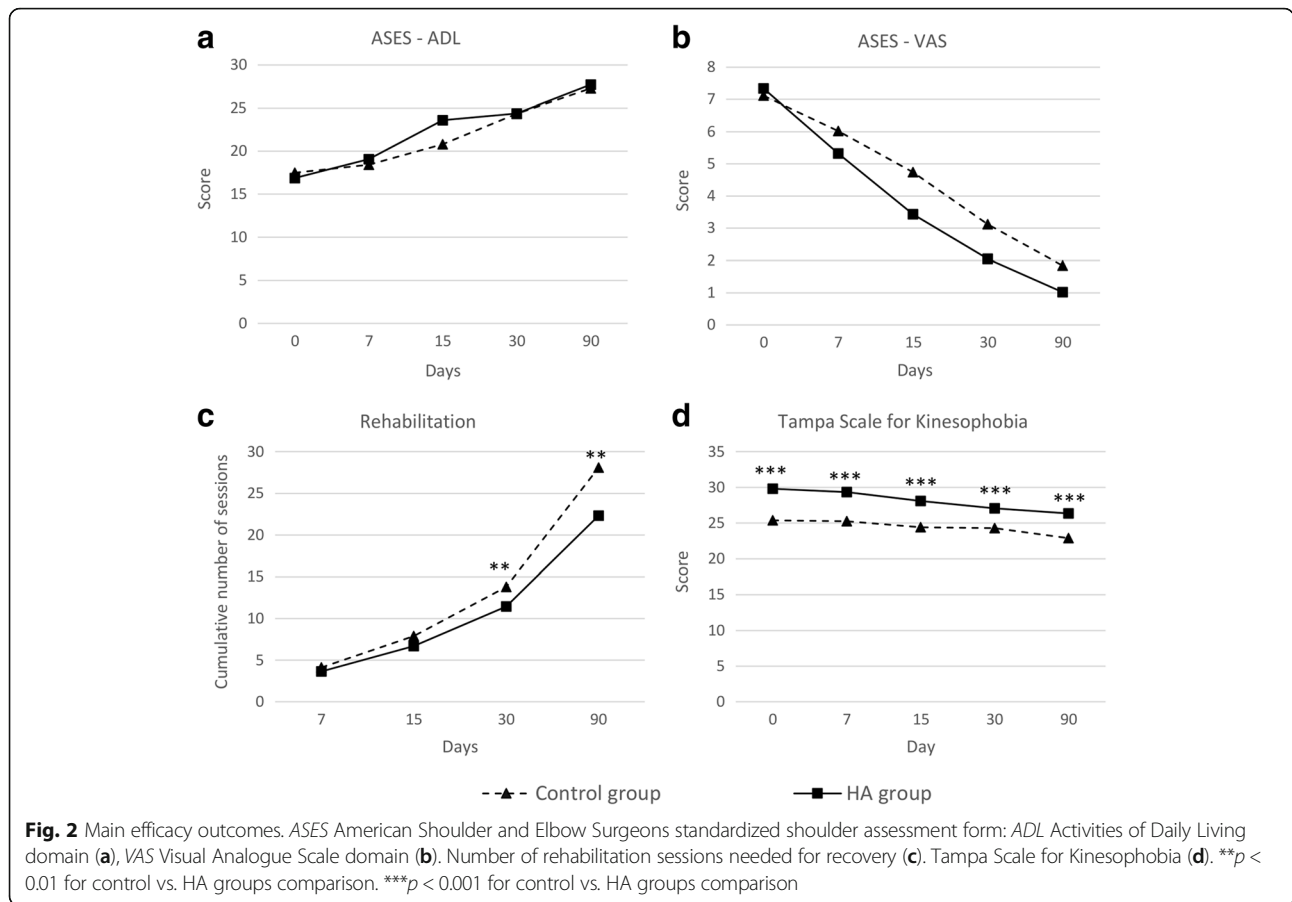 a
ASES - ADL
30
25
20
15
10
5
0
Score
0 7 15 30 90
Days
b
ASES - VAS
8
7
6
5
4
3
2
1
0
Score
0 7 15 30 90
Days
c
Rehabilitation
30
25
20
15
10
5
0
Cumulative number of sessions
**
**
7 15 30 90
Days
d
Tampa Scale for Kinesophobia
35
30
25
20
15
10
5
0
Score
*** *** *** *** ***
0 7 15 30 90
Day
Control group HA group
Fig. 2 Main efficacy outcomes. ASES American Shoulder and Elbow Surgeons standardized shoulder assessment form: ADL Activities of Daily Living
domain (a), VAS Visual Analogue Scale domain (b). Number of rehabilitation sessions needed for recovery (c). Tampa Scale for Kinesophobia (d). **p <
0.01 for control vs. HA groups comparison. ***p < 0.001 for control vs. HA groups comparison